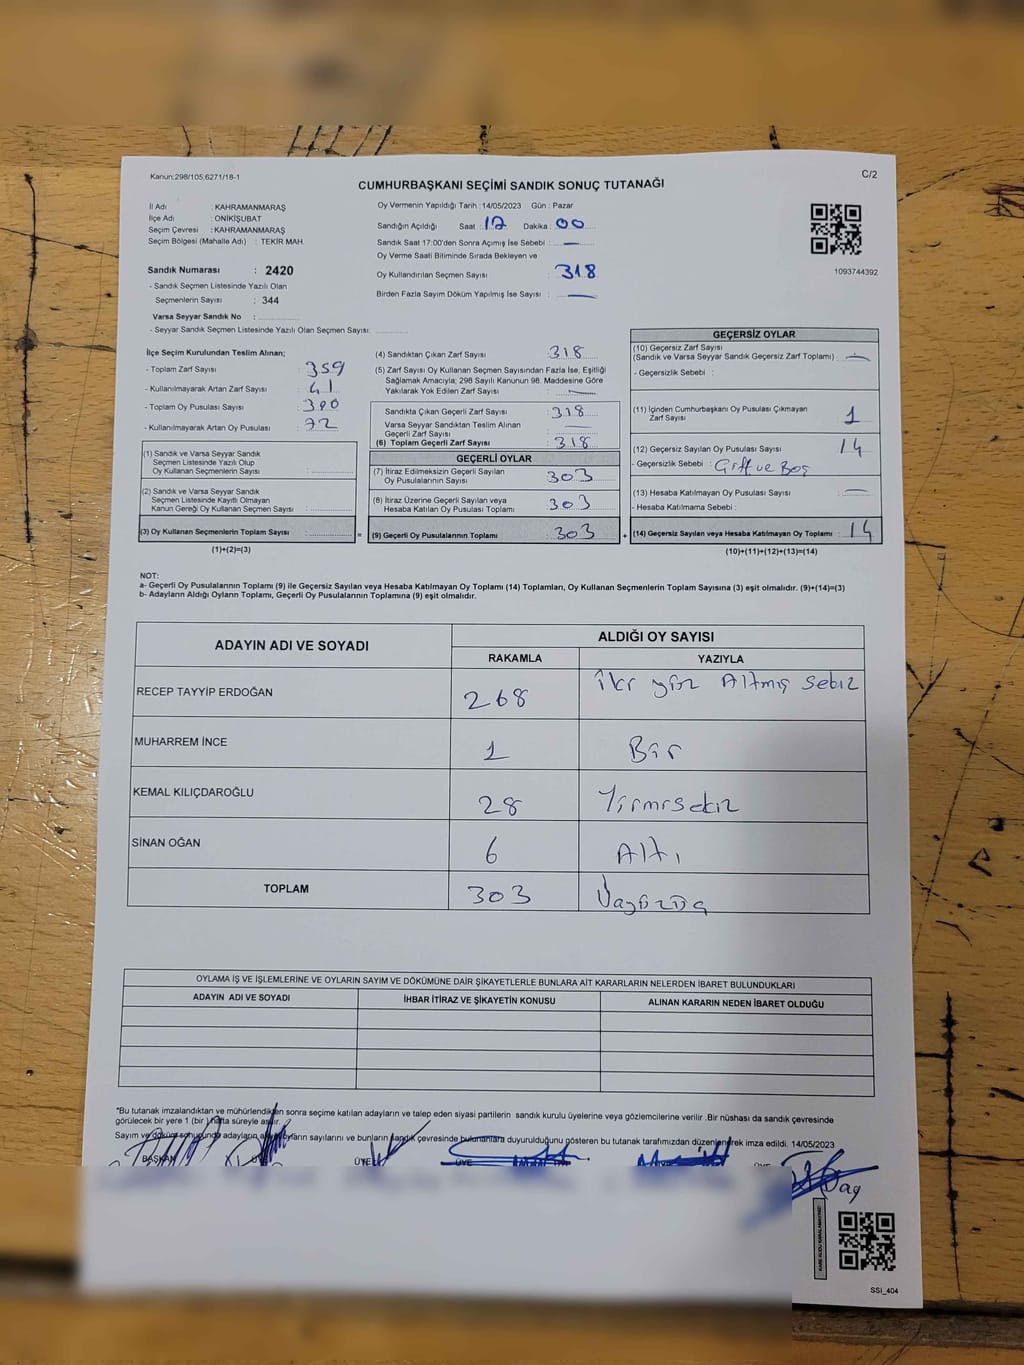 Kanun;298/105,6271/18-1
C/2
CUMHURBAŞKANI SEÇİMİ SANDIK SONUÇ TUTANAĞI
İl Adı : KAHRAMANMARAŞ
İlçe Adı : ONİKİŞUBAT
Seçim Çevresi : KAHRAMANMARAŞ
Seçim Bölgesi (Mahalle Adı) : TEKİR MAH.
Sandık Numarası : 2420
- Sandık Seçmen Listesinde Yazılı Olan
Seçmenlerin Sayısı : 344
Varsa Seyyar Sandık No :
- Seyyar Sandık Seçmen Listesinde Yazılı Olan Seçmen Sayısı:
Oy Vermenin Yapıldığı Tarih : 14/05/2023 Gün : Pazar
Sandığın Açıldığı Saat : 17 Dakika : 00
Sandık Saat 17:00'den Sonra Açımış İse Sebebi : —
Oy Verme Saati Bitiminde Sırada Bekleyen ve
Oy Kullandırılan Seçmen Sayısı : 318
Birden Fazla Sayım Döküm Yapılmış İse Sayısı : —
1093744392
İlçe Seçim Kurulundan Teslim Alınan;
- Toplam Zarf Sayısı : 359
- Kullanılmayarak Artan Zarf Sayısı : 41
- Toplam Oy Pusulası Sayısı : 390
- Kullanılmayarak Artan Oy Pusulası : 72
(1) Sandık ve Varsa Seyyar Sandık
Seçmen Listesinde Yazılı Olup
Oy Kullanan Seçmenlerin Sayısı :
(2) Sandık ve Varsa Seyyar Sandık
Seçmen Listesinde Kayıtlı Olmayan
Kanun Gereği Oy Kullanan Seçmen Sayısı :
(3) Oy Kullanan Seçmenlerin Toplam Sayısı :
(1)+(2)=(3)
(4) Sandıktan Çıkan Zarf Sayısı : 318
(5) Zarf Sayısı Oy Kullanan Seçmen Sayısından Fazla İse, Eşitliği
Sağlamak Amacıyla; 298 Sayılı Kanunun 98. Maddesine Göre
Yakılarak Yok Edilen Zarf Sayısı : —
Sandıkta Çıkan Geçerli Zarf Sayısı : 318
Varsa Seyyar Sandıktan Teslim Alınan
Geçerli Zarf Sayısı : —
(6) Toplam Geçerli Zarf Sayısı : 318
GEÇERLİ OYLAR
(7) İtiraz Edilmeksizin Geçerli Sayılan
Oy Pusulalarının Sayısı : 303
(8) İtiraz Üzerine Geçerli Sayılan veya
Hesaba Katılan Oy Pusulası Toplamı : 303
(9) Geçerli Oy Pusulalarının Toplamı : 303
GEÇERSİZ OYLAR
(10) Geçersiz Zarf Sayısı
(Sandık ve Varsa Seyyar Sandık Geçersiz Zarf Toplamı) : —
- Geçersizlik Sebebi :
(11) İçinden Cumhurbaşkanı Oy Pusulası Çıkmayan
Zarf Sayısı : 1
(12) Geçersiz Sayılan Oy Pusulası Sayısı : 14
- Geçersizlik Sebebi : Çift ve Boş
(13) Hesaba Katılmayan Oy Pusulası Sayısı : —
- Hesaba Katılmama Sebebi :
(14) Geçersiz Sayılan veya Hesaba Katılmayan Oy Toplamı : 14
(10)+(11)+(12)+(13)=(14)
NOT:
a- Geçerli Oy Pusulalarının Toplamı (9) ile Geçersiz Sayılan veya Hesaba Katılmayan Oy Toplamı (14) Toplamları, Oy Kullanan Seçmenlerin Toplam Sayısına (3) eşit olmalıdır. (9)+(14)=(3)
b- Adayların Aldığı Oyların Toplamı, Geçerli Oy Pusulalarının Toplamına (9) eşit olmalıdır.
ADAYIN ADI VE SOYADI ALDIĞI OY SAYISI
RAKAMLA YAZIYLA
RECEP TAYYİP ERDOĞAN 268 İki yüz Altmış Sekiz
MUHARREM İNCE 1 Bir
KEMAL KILIÇDAROĞLU 28 Yirmisekiz
SİNAN OĞAN 6 Altı
TOPLAM 303 Üçyüzüç
OYLAMA İŞ VE İŞLEMLERİNE VE OYLARIN SAYIM VE DÖKÜMÜNE DAİR ŞİKAYETLERLE BUNLARA AİT KARARLARIN NELERDEN İBARET BULUNDUKLARI
ADAYIN ADI VE SOYADI İHBAR İTİRAZ VE ŞİKAYETİN KONUSU ALINAN KARARIN NEDEN İBARET OLDUĞU
*Bu tutanak imzalandıktan ve mühürlendikten sonra seçime katılan adayların ve talep eden siyasi partilerin sandık kurulu üyelerine veya gözlemcilerine verilir .Bir nüshası da sandık çevresinde
görülecek bir yere 1 (bir ) hafta süreyle asılır.
Sayım ve döküm sonucunda adayların aldığı oyların sayılarını ve bunların sandık çevresinde bulunanlara duyurulduğunu gösteren bu tutanak tarafımızdan düzenlenerek imza edildi. 14/05/2023
BAŞKAN ÜYE ÜYE
SSI_404